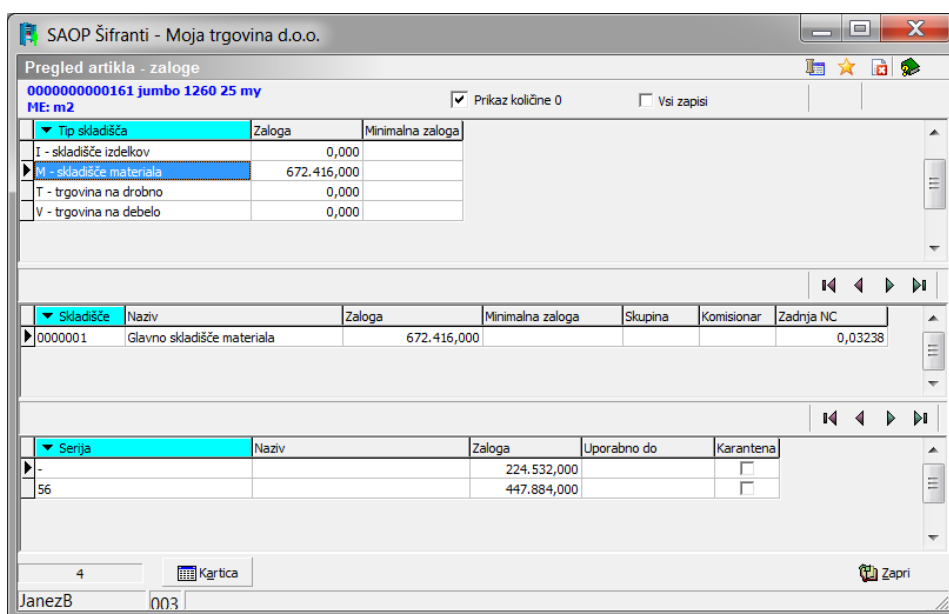 SAOP Šifranti - Moja trgovina d.o.o.
Pregled artikla - zaloge
0000000000161 jumbo 1260 25 my
ME: m2
Prikaz količine 0
Vsi zapisi
Tip skladišča Zaloga Minimalna zaloga
I - skladišče izdelkov 0,000
M - skladišče materiala 672.416,000
T - trgovina na drobno 0,000
V - trgovina na debelo 0,000
Skladišče Naziv Zaloga Minimalna zaloga Skupina Komisionar Zadnja NC
0000001 Glavno skladišče materiala 672.416,000 0,03238
Serija Naziv Zaloga Uporabno do Karantena
- 224.532,000
56 447.884,000
4 Kartica Zapri
JanezB 003